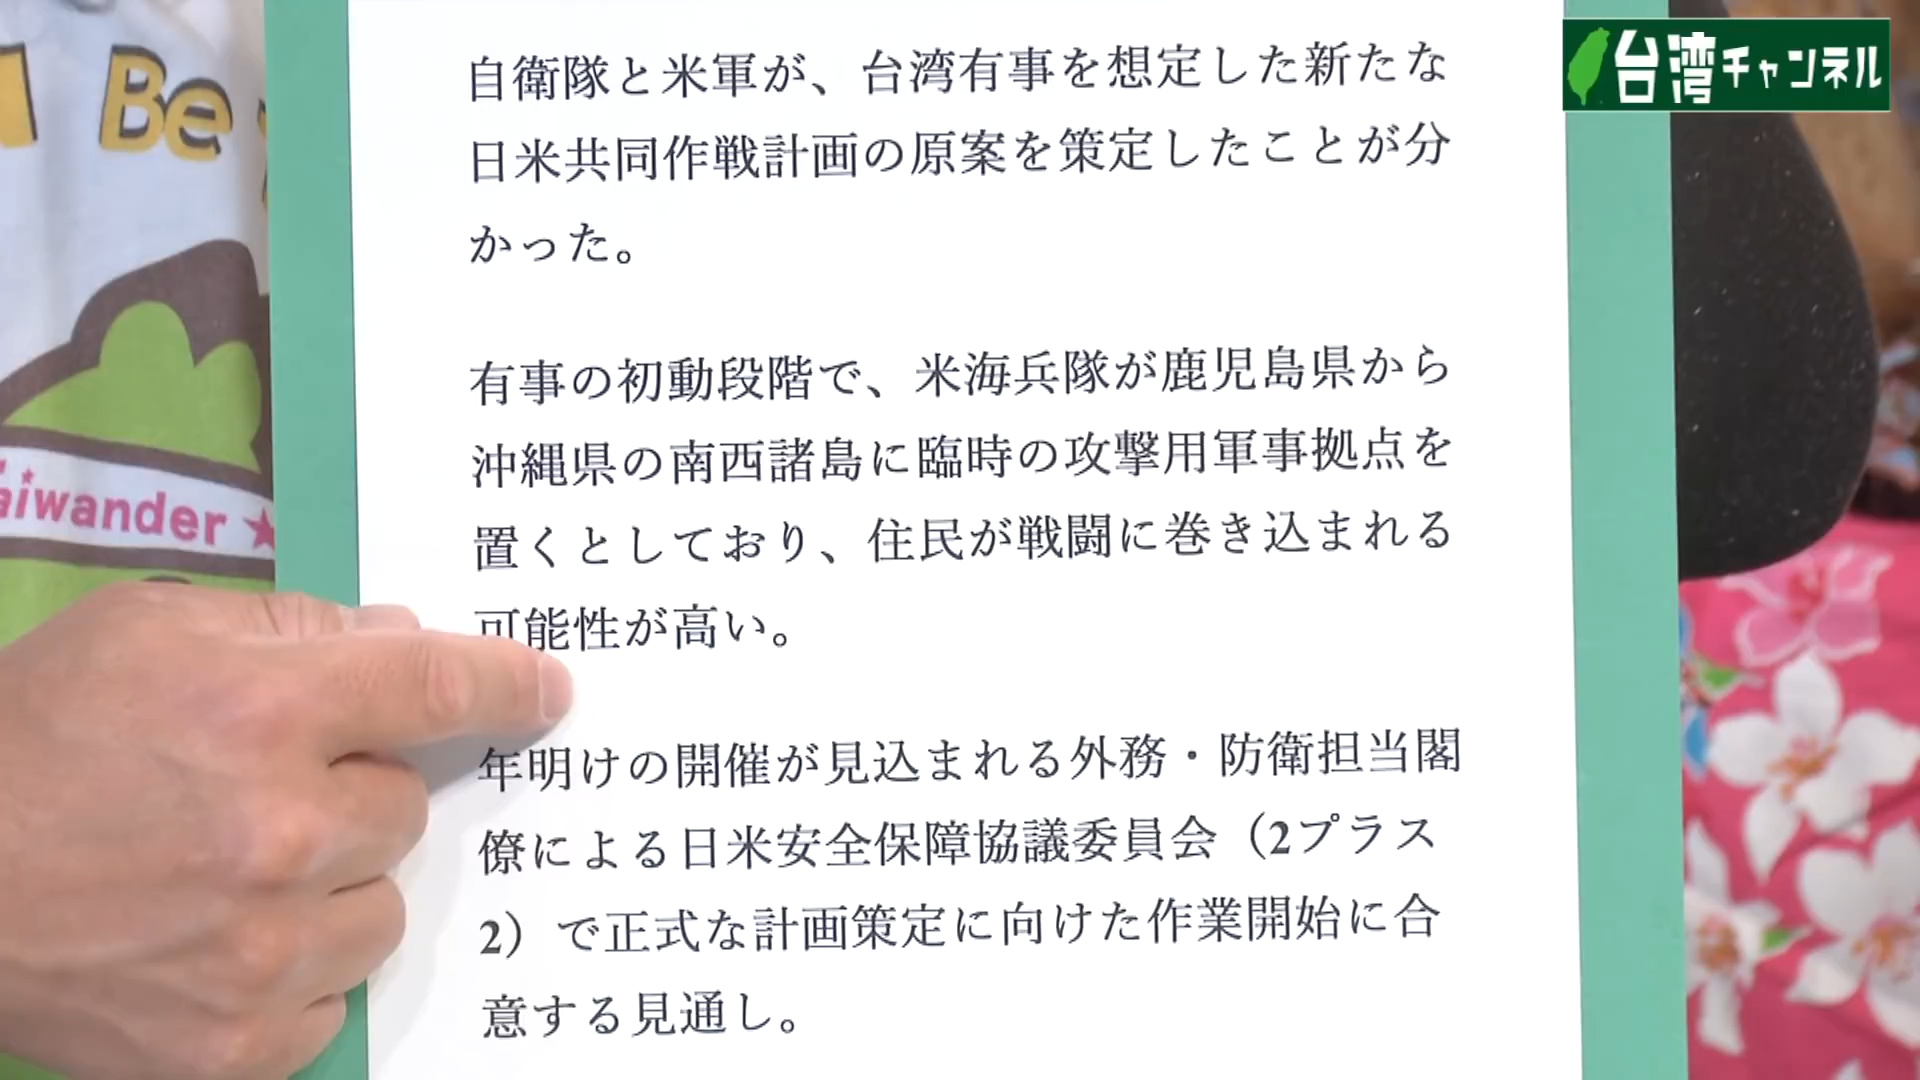 Be
台湾チャンネル
自衛隊と米軍が、台湾有事を想定した新たな
日米共同作戦計画の原案を策定したことが分
かった。
有事の初動段階で、米海兵隊が鹿児島県から
沖縄県の南西諸島に臨時の攻撃用軍事拠点を
置くとしており、住民が戦闘に巻き込まれる
可能性が高い。
年明けの開催が見込まれる外務・防衛担当閣
僚による日米安全保障協議委員会（2プラス
2）で正式な計画策定に向けた作業開始に合
意する見通し。
aiwander